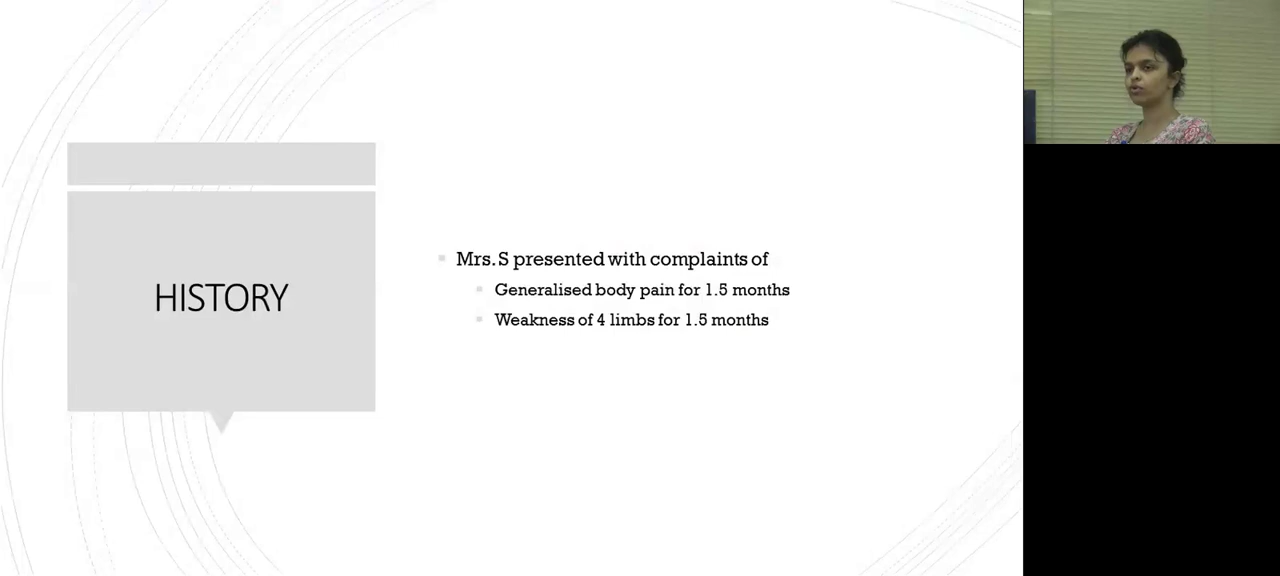 HISTORY
Mrs. S presented with complaints of
Generalised body pain for 1.5 months
Weakness of 4 limbs for 1.5 months